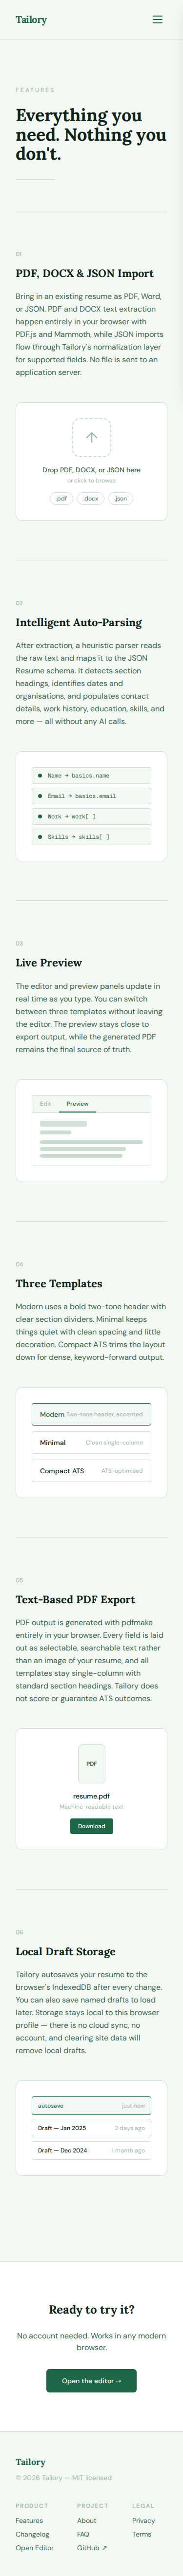 Tailory
FEATURES
Everything you
need. Nothing you
don't.
01
PDF, DOCX & JSON Import
Bring in an existing resume as PDF, Word,
or JSON. PDF and DOCX text extraction
happen entirely in your browser with
PDF.js and Mammoth, while JSON imports
flow through Tailory's normalization layer
for supported fields. No file is sent to an
application server.
Drop PDF, DOCX, or JSON here
or click to browse
.pdf .docx .json
02
Intelligent Auto-Parsing
After extraction, a heuristic parser reads
the raw text and maps it to the JSON
Resume schema. It detects section
headings, identifies dates and
organisations, and populates contact
details, work history, education, skills, and
more — all without any AI calls.
Name → basics.name
Email → basics.email
Work → work[ ]
Skills → skills[ ]
03
Live Preview
The editor and preview panels update in
real time as you type. You can switch
between three templates without leaving
the editor. The preview stays close to
export output, while the generated PDF
remains the final source of truth.
Edit Preview
04
Three Templates
Modern uses a bold two-tone header with
clear section dividers. Minimal keeps
things quiet with clean spacing and little
decoration. Compact ATS trims the layout
down for dense, keyword-forward output.
Modern Two-tone header, accented
Minimal Clean single-column
Compact ATS ATS-optimised
05
Text-Based PDF Export
PDF output is generated with pdfmake
entirely in your browser. Every field is laid
out as selectable, searchable text rather
than an image of your resume, and all
templates stay single-column with
standard section headings. Tailory does
not score or guarantee ATS outcomes.
PDF
resume.pdf
Machine-readable text
Download
06
Local Draft Storage
Tailory autosaves your resume to the
browser's IndexedDB after every change.
You can also save named drafts to load
later. Storage stays local to this browser
profile — there is no cloud sync, no
account, and clearing site data will
remove local drafts.
autosave just now
Draft — Jan 2025 2 days ago
Draft — Dec 2024 1 month ago
Ready to try it?
No account needed. Works in any modern
browser.
Open the editor →
Tailory
© 2026 Tailory — MIT licensed
PRODUCT PROJECT LEGAL
Features About Privacy
Changelog FAQ Terms
Open Editor GitHub ↗